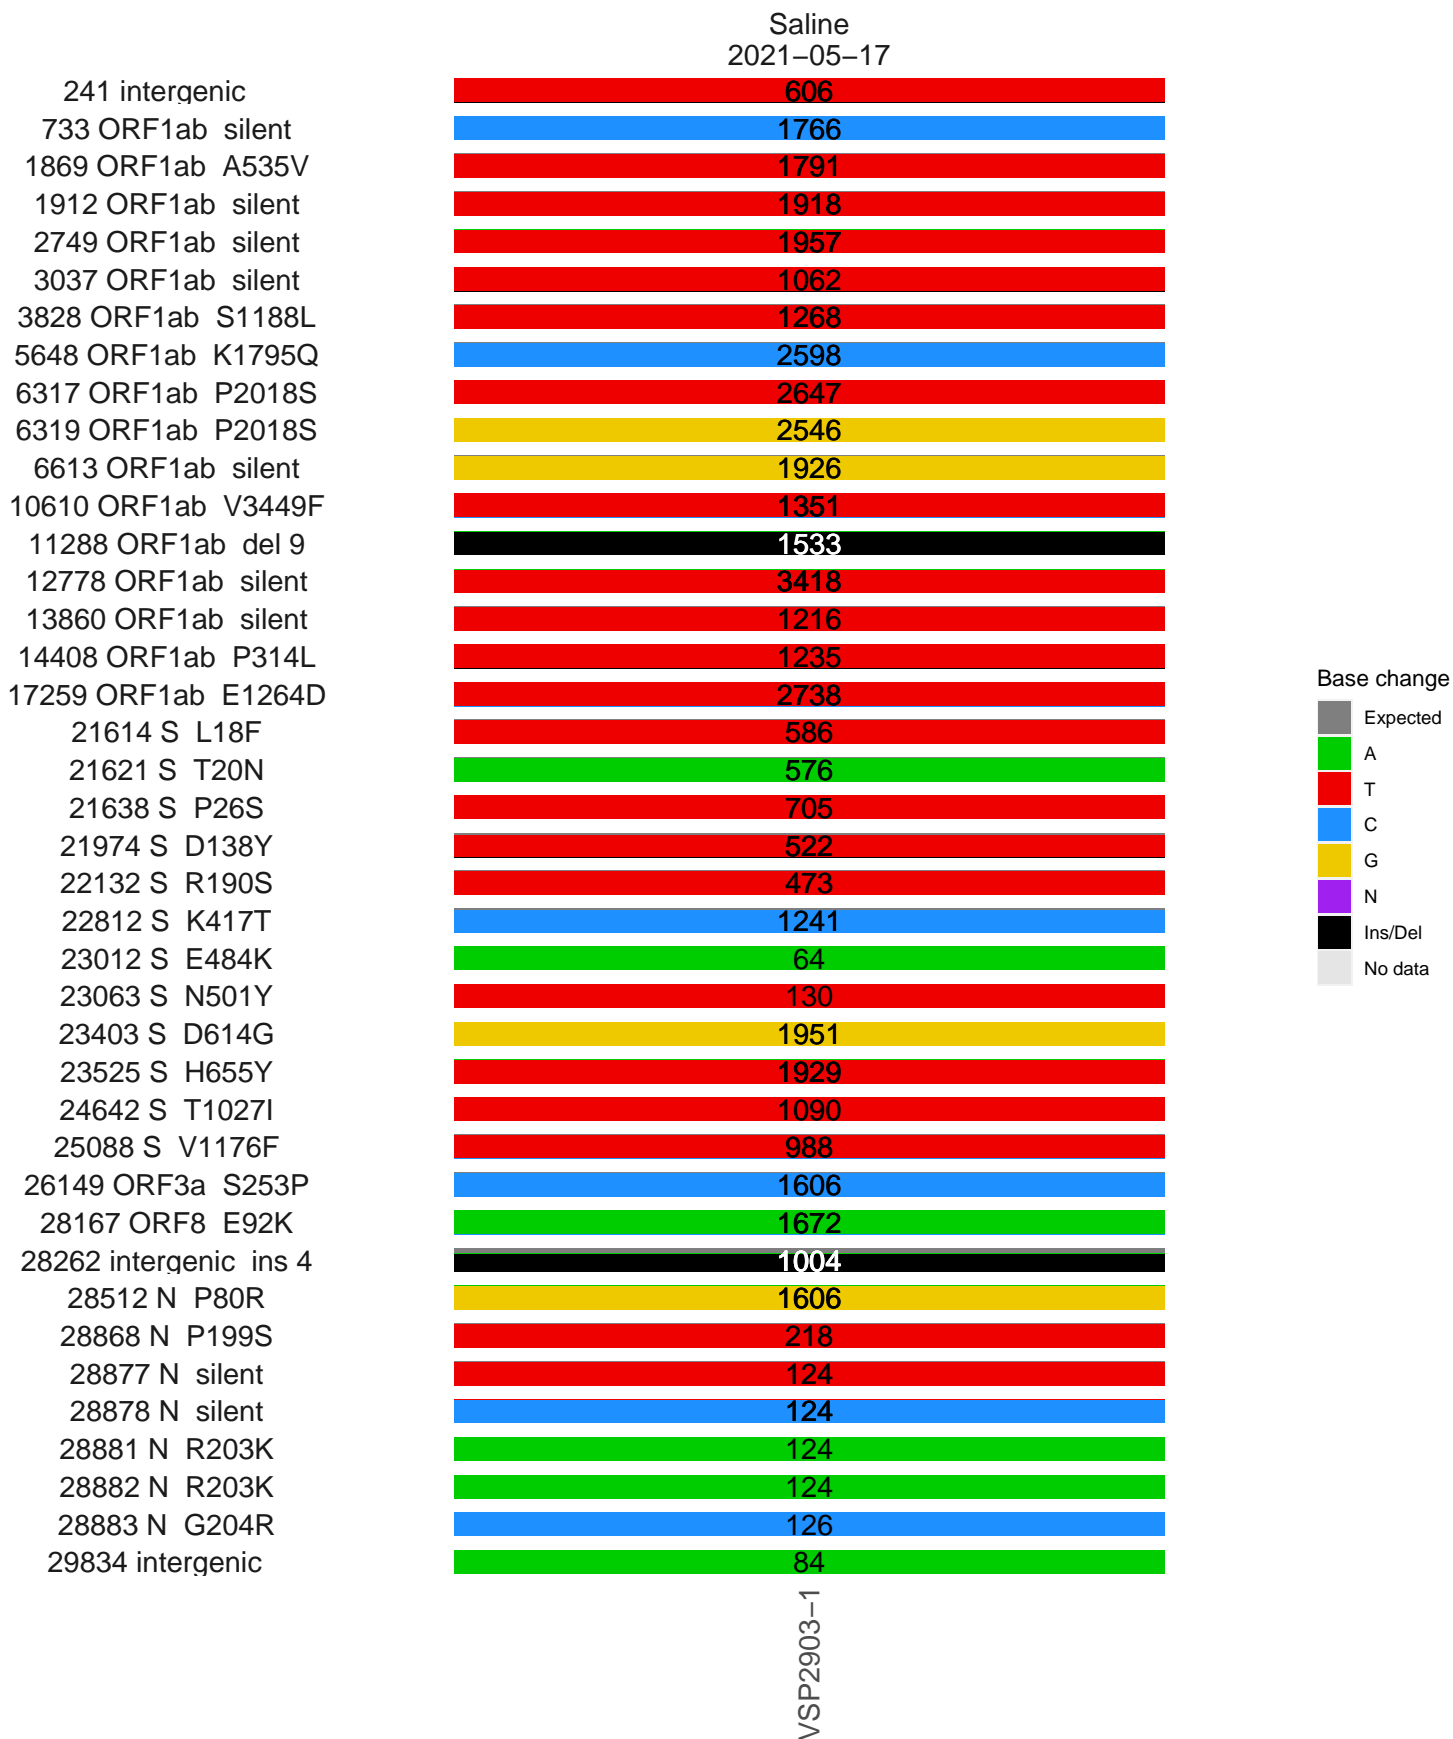 Saline
2021−05−17
241 intergenic 606
733 ORF1ab silent 1766
1869 ORF1ab A535V 1791
1912 ORF1ab silent 1918
2749 ORF1ab silent 1957
3037 ORF1ab silent 1062
3828 ORF1ab S1188L 1268
5648 ORF1ab K1795Q 2598
6317 ORF1ab P2018S 2647
6319 ORF1ab P2018S 2546
6613 ORF1ab silent 1926
10610 ORF1ab V3449F 1351
11288 ORF1ab del 9 1533
12778 ORF1ab silent 3418
13860 ORF1ab silent 1216
14408 ORF1ab P314L 1235
17259 ORF1ab E1264D 2738
21614 S L18F 586
21621 S T20N 576
21638 S P26S 705
21974 S D138Y 522
22132 S R190S 473
22812 S K417T 1241
23012 S E484K 64
23063 S N501Y 130
23403 S D614G 1951
23525 S H655Y 1929
24642 S T1027I 1090
25088 S V1176F 988
26149 ORF3a S253P 1606
28167 ORF8 E92K 1672
28262 intergenic ins 4 1004
28512 N P80R 1606
28868 N P199S 218
28877 N silent 124
28878 N silent 124
28881 N R203K 124
28882 N R203K 124
28883 N G204R 126
29834 intergenic 84
VSP2903−1
Base change
Expected
A
T
C
G
N
Ins/Del
No data